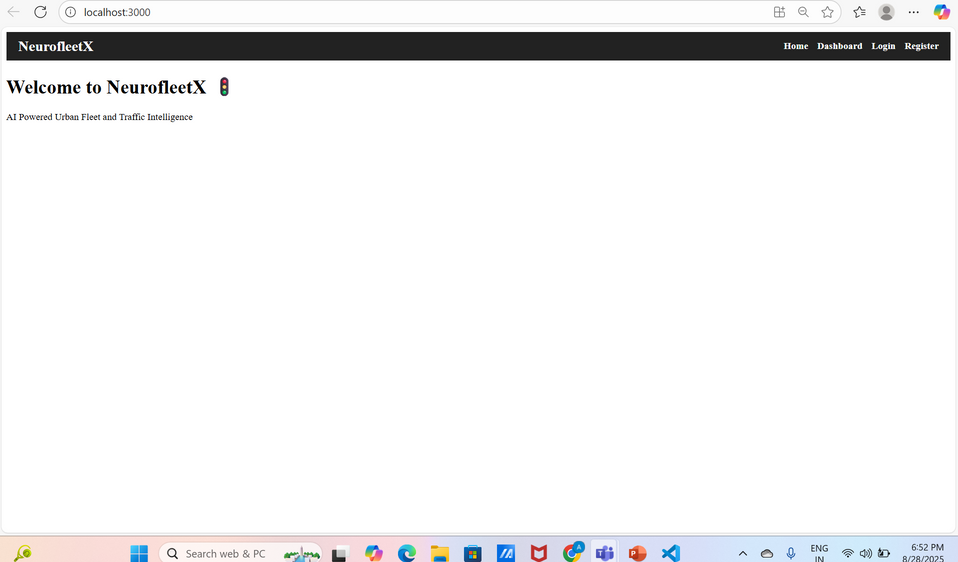 localhost:3000
NeurofleetX
Home Dashboard Login Register
Welcome to NeurofleetX 🚦
AI Powered Urban Fleet and Traffic Intelligence
Search web & PC
ENG
IN
6:52 PM
8/28/2025